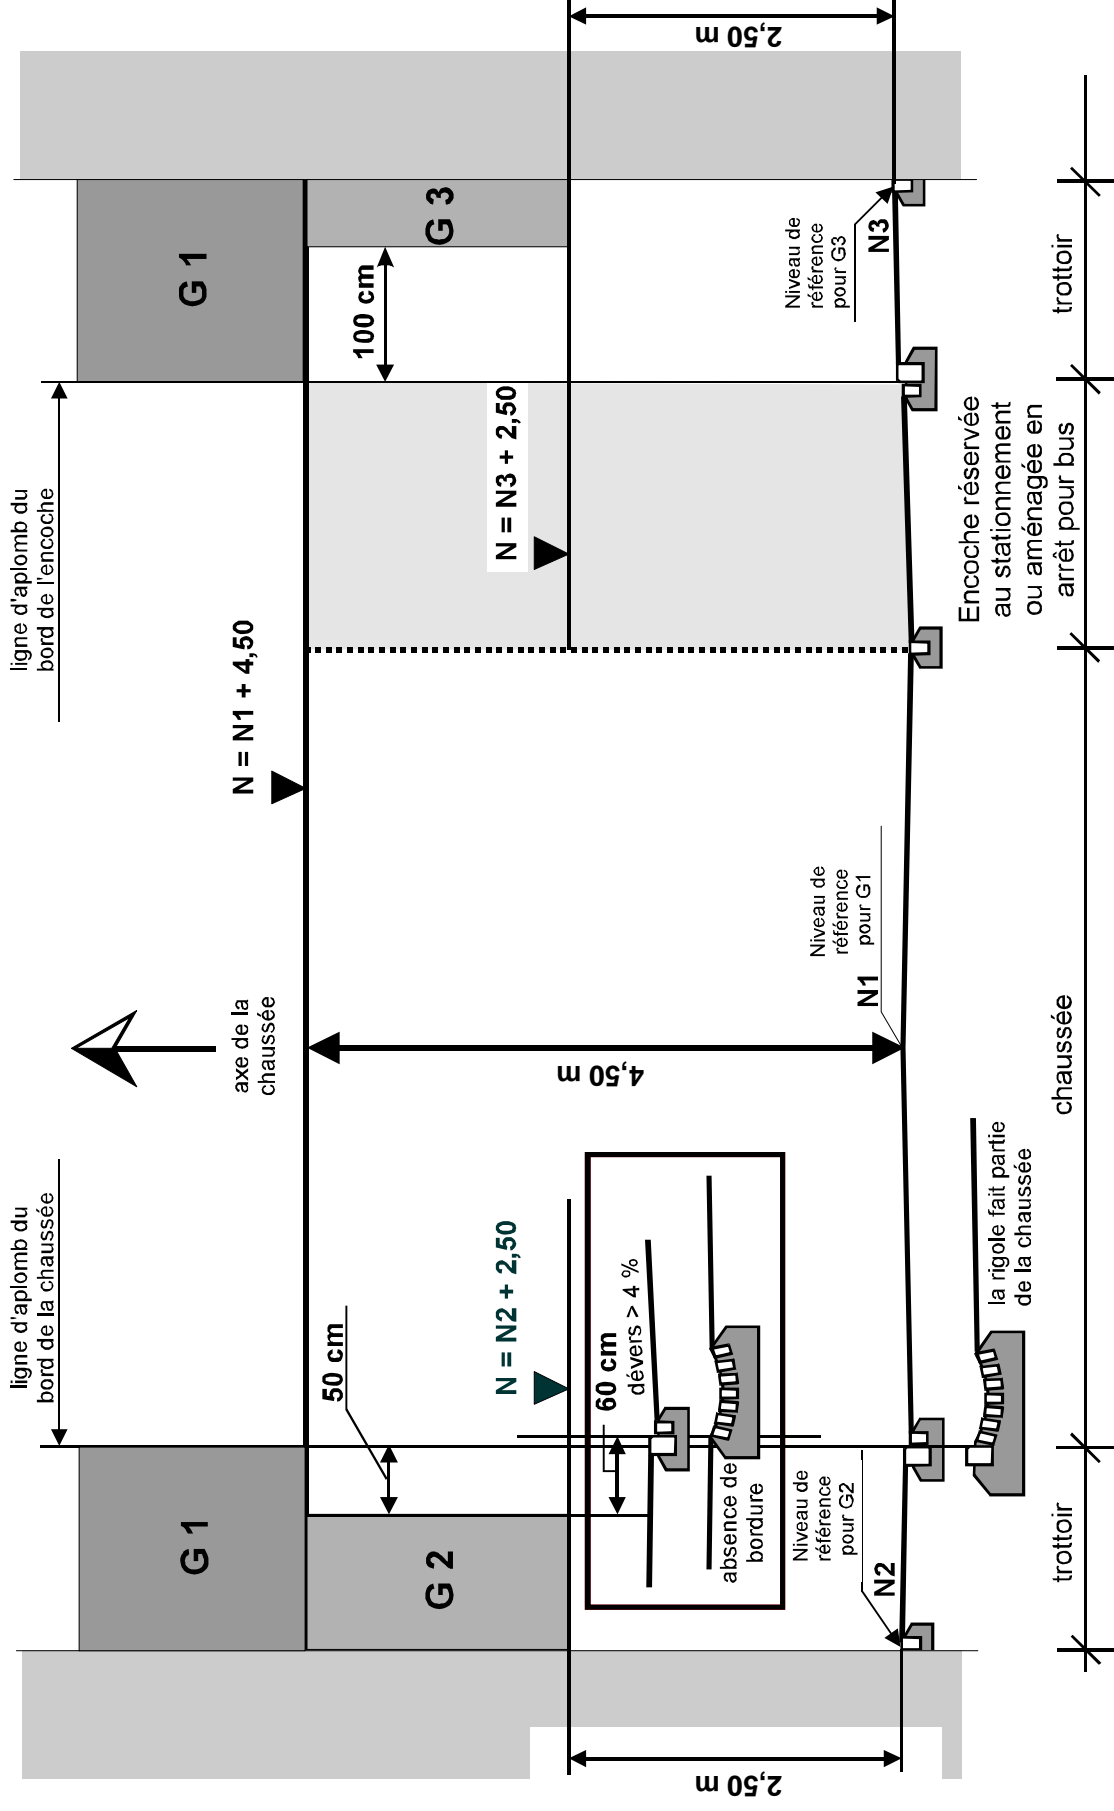 ligne d'aplomb du
bord de la chaussée
ligne d'aplomb du
bord de l'encoche
axe de la
chaussée
N = N1 + 4,50
G 1
G 1
50 cm
100 cm
G 2
G 3
N = N2 + 2,50
N = N3 + 2,50
4,50 m
60 cm
dévers > 4 %
absence de
bordure
2,50 m
2,50 m
Niveau de
référence
pour G2
N2
Niveau de
référence
pour G1
N1
Niveau de
référence
pour G3
N3
la rigole fait partie
de la chaussée
Encoche réservée
au stationnement
ou aménagée en
arrêt pour bus
trottoir
chaussée
trottoir